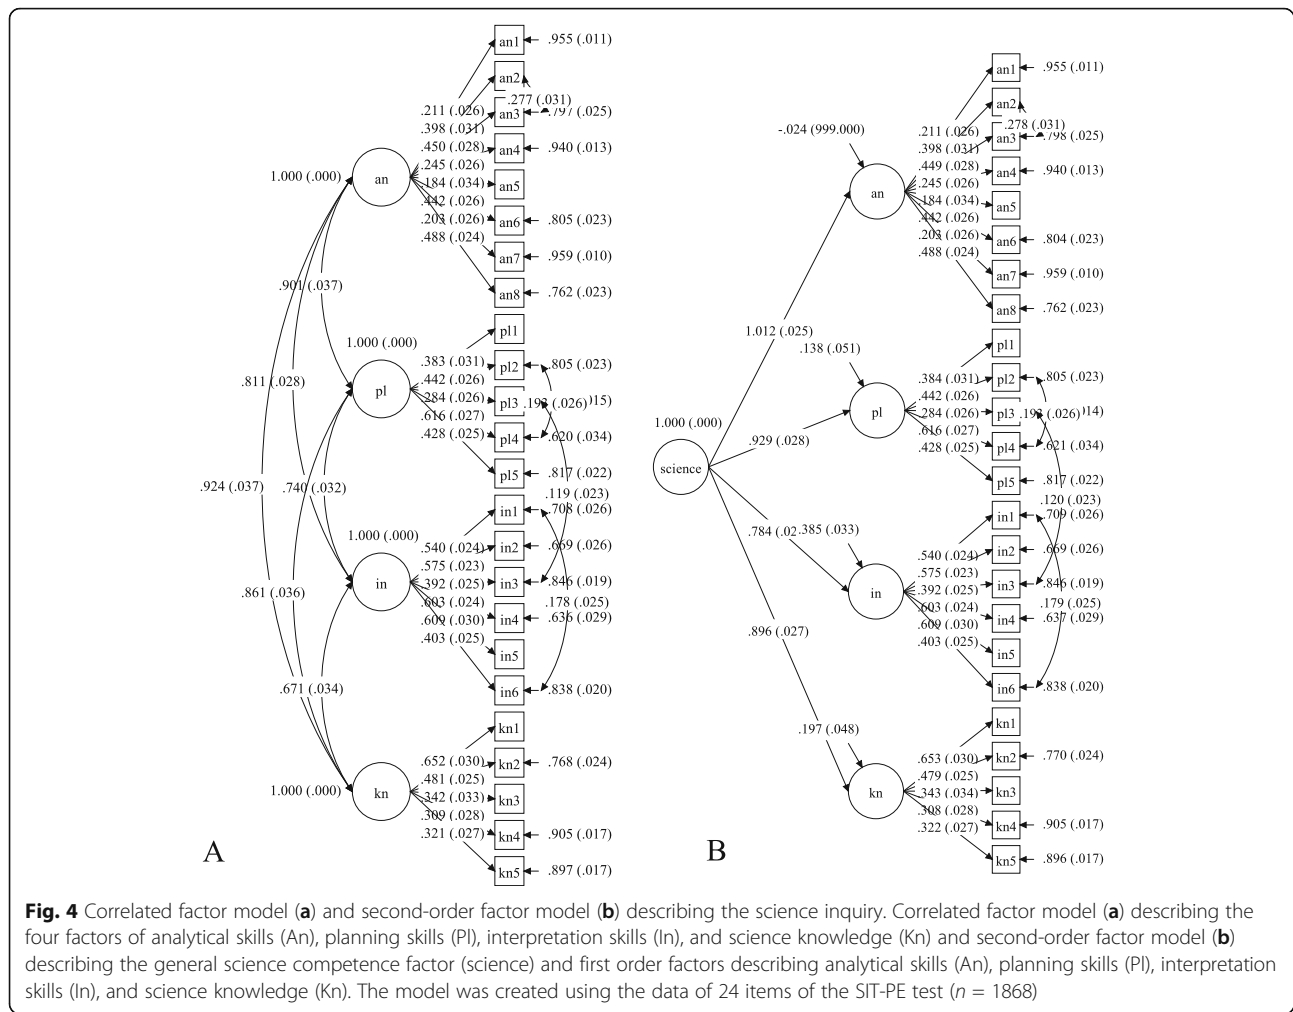 an1 .955 (.011)
an2
.277 (.031)
.211 (.026) an3 .797 (.025)
.398 (.031)
.450 (.028) an4 .940 (.013)
.245 (.026)
1.000 (.000) an .184 (.034) an5
.442 (.026)
.203 (.026) an6 .805 (.023)
.488 (.024) an7 .959 (.010)
.901 (.037) an8 .762 (.023)
pl1
1.000 (.000)
.383 (.031) pl2 .805 (.023)
.811 (.028) pl .442 (.026)
.284 (.026) pl3 .193 (.026)
.616 (.027)
.428 (.025) pl4 .620 (.034)
pl5 .817 (.022)
.924 (.037) .740 (.032) .119 (.023)
in1 .708 (.026)
1.000 (.000)
.540 (.024) in2 .669 (.026)
.575 (.023)
in .392 (.025) in3 .846 (.019)
.861 (.036) .603 (.024) .178 (.025)
.609 (.030) in4 .636 (.029)
.403 (.025) in5
.671 (.034) in6 .838 (.020)
kn1
.652 (.030) kn2 .768 (.024)
.481 (.025)
1.000 (.000) kn .342 (.033) kn3
.309 (.028)
.321 (.027) kn4 .905 (.017)
A
kn5 .897 (.017)
an1 .955 (.011)
an2
-.024 (999.000) .278 (.031)
.211 (.026) an3 .798 (.025)
.398 (.031)
.449 (.028) an4 .940 (.013)
.245 (.026)
an .184 (.034) an5
.442 (.026)
.203 (.026) an6 .804 (.023)
.488 (.024) an7 .959 (.010)
an8 .762 (.023)
1.012 (.025)
.138 (.051) pl1
.384 (.031) pl2 .805 (.023)
.442 (.026)
pl .284 (.026) pl3 .193 (.026)
1.000 (.000) .616 (.027)
.929 (.028) .428 (.025) pl4 .621 (.034)
science pl5 .817 (.022)
.120 (.023)
in1 .709 (.026)
.784 (.02 .385 (.033)
.540 (.024) in2 .669 (.026)
.575 (.023)
in .392 (.025) in3 .846 (.019)
.603 (.024) .179 (.025)
.609 (.030) in4 .637 (.029)
.896 (.027) .403 (.025) in5
in6 .838 (.020)
.197 (.048) kn1
.653 (.030) kn2 .770 (.024)
.479 (.025)
kn .343 (.034) kn3
.308 (.028)
.322 (.027) kn4 .905 (.017)
B
kn5 .896 (.017)
Fig. 4 Correlated factor model (a) and second-order factor model (b) describing the science inquiry. Correlated factor model (a) describing the
four factors of analytical skills (An), planning skills (Pl), interpretation skills (In), and science knowledge (Kn) and second-order factor model (b)
describing the general science competence factor (science) and first order factors describing analytical skills (An), planning skills (Pl), interpretation
skills (In), and science knowledge (Kn). The model was created using the data of 24 items of the SIT-PE test (n = 1868)